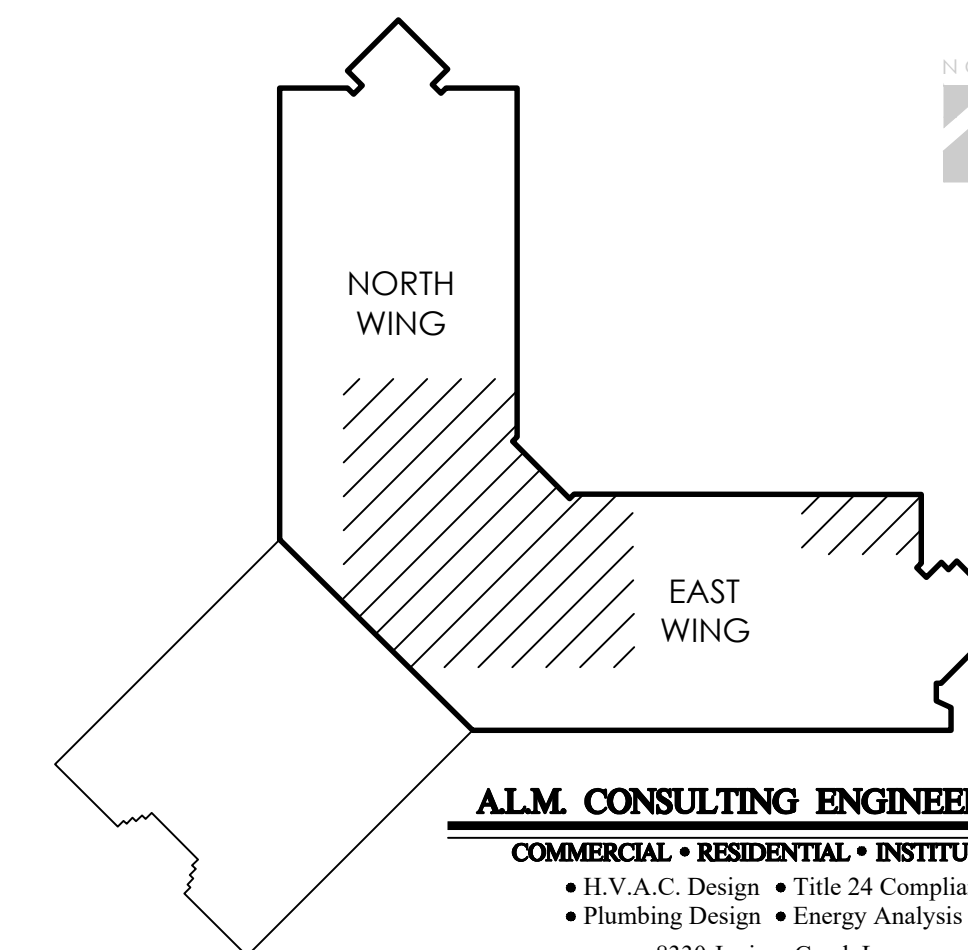 NORTH
WING
EAST
WING
A.L.M. CONSULTING
COMMERCIAL • RESIDENTIAL •
• H.V.A.C. Design • Title 24
• Plumbing Design • Energy Analysis